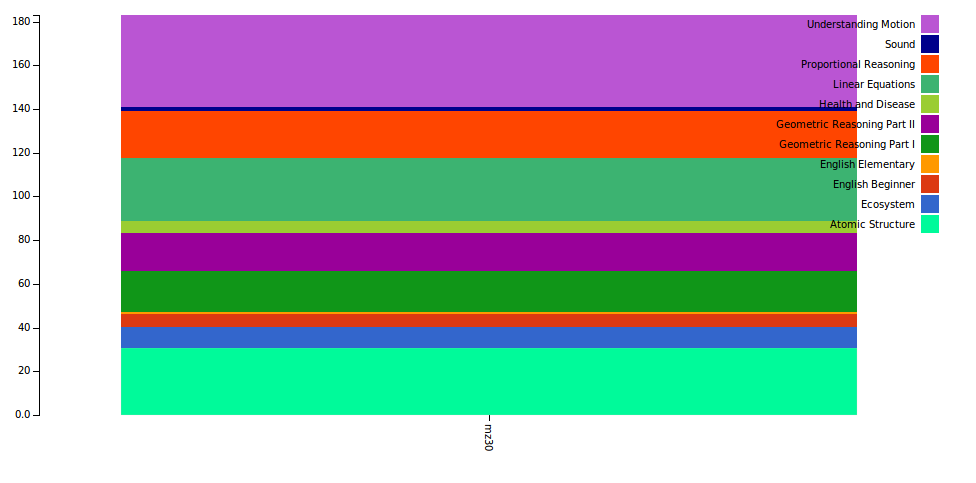 180
160
140
120
100
80
60
40
20
0.0
mz30
Understanding Motion
Sound
Proportional Reasoning
Linear Equations
Health and Disease
Geometric Reasoning Part II
Geometric Reasoning Part I
English Elementary
English Beginner
Ecosystem
Atomic Structure